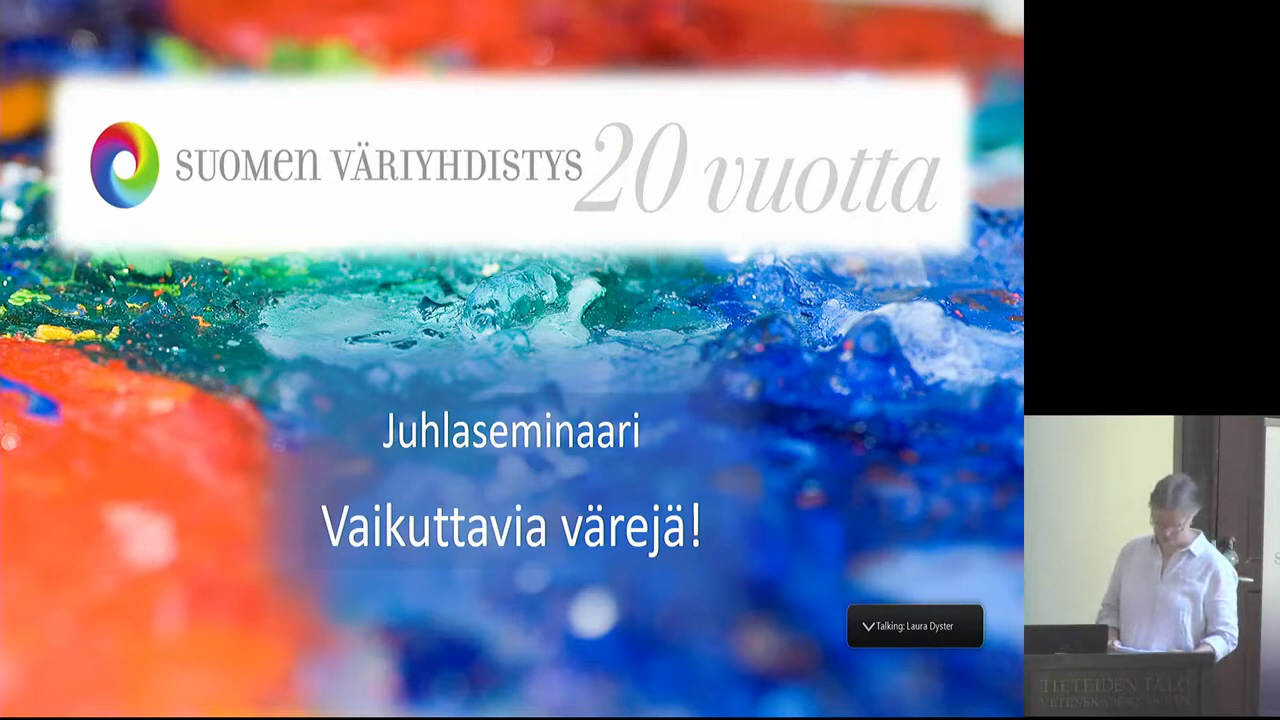 SUOMEN VÄRIYHDISTYS 20 vuotta
Juhlaseminaari
Vaikuttavia värejä!
Talking: Laura Dyster
TIETEIDEN TALO